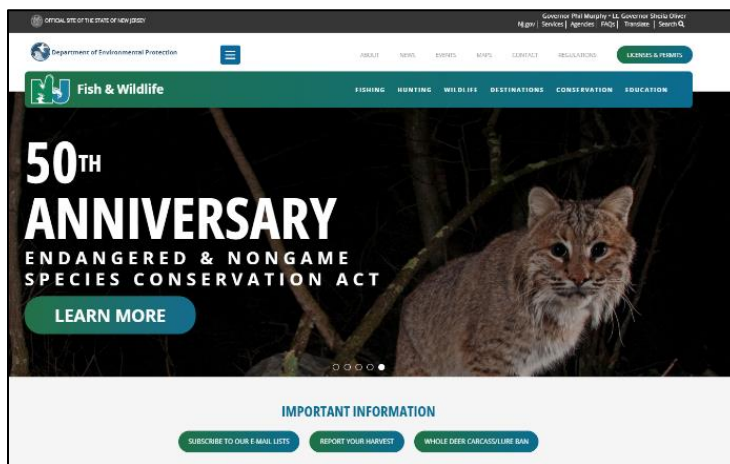 OFFICIAL SITE OF THE STATE OF NEW JERSEY
Governor Phil Murphy • Lt. Governor Sheila Oliver
NJ.gov | Services | Agencies | FAQs | Translate | Search
Department of Environmental Protection
ABOUT NEWS EVENTS MAPS CONTACT REGULATIONS LICENSES & PERMITS
NJ Fish & Wildlife
FISHING HUNTING WILDLIFE DESTINATIONS CONSERVATION EDUCATION
50TH
ANNIVERSARY
ENDANGERED & NONGAME
SPECIES CONSERVATION ACT
LEARN MORE
IMPORTANT INFORMATION
SUBSCRIBE TO OUR E-MAIL LISTS REPORT YOUR HARVEST WHOLE DEER CARCASS/LURE BAN